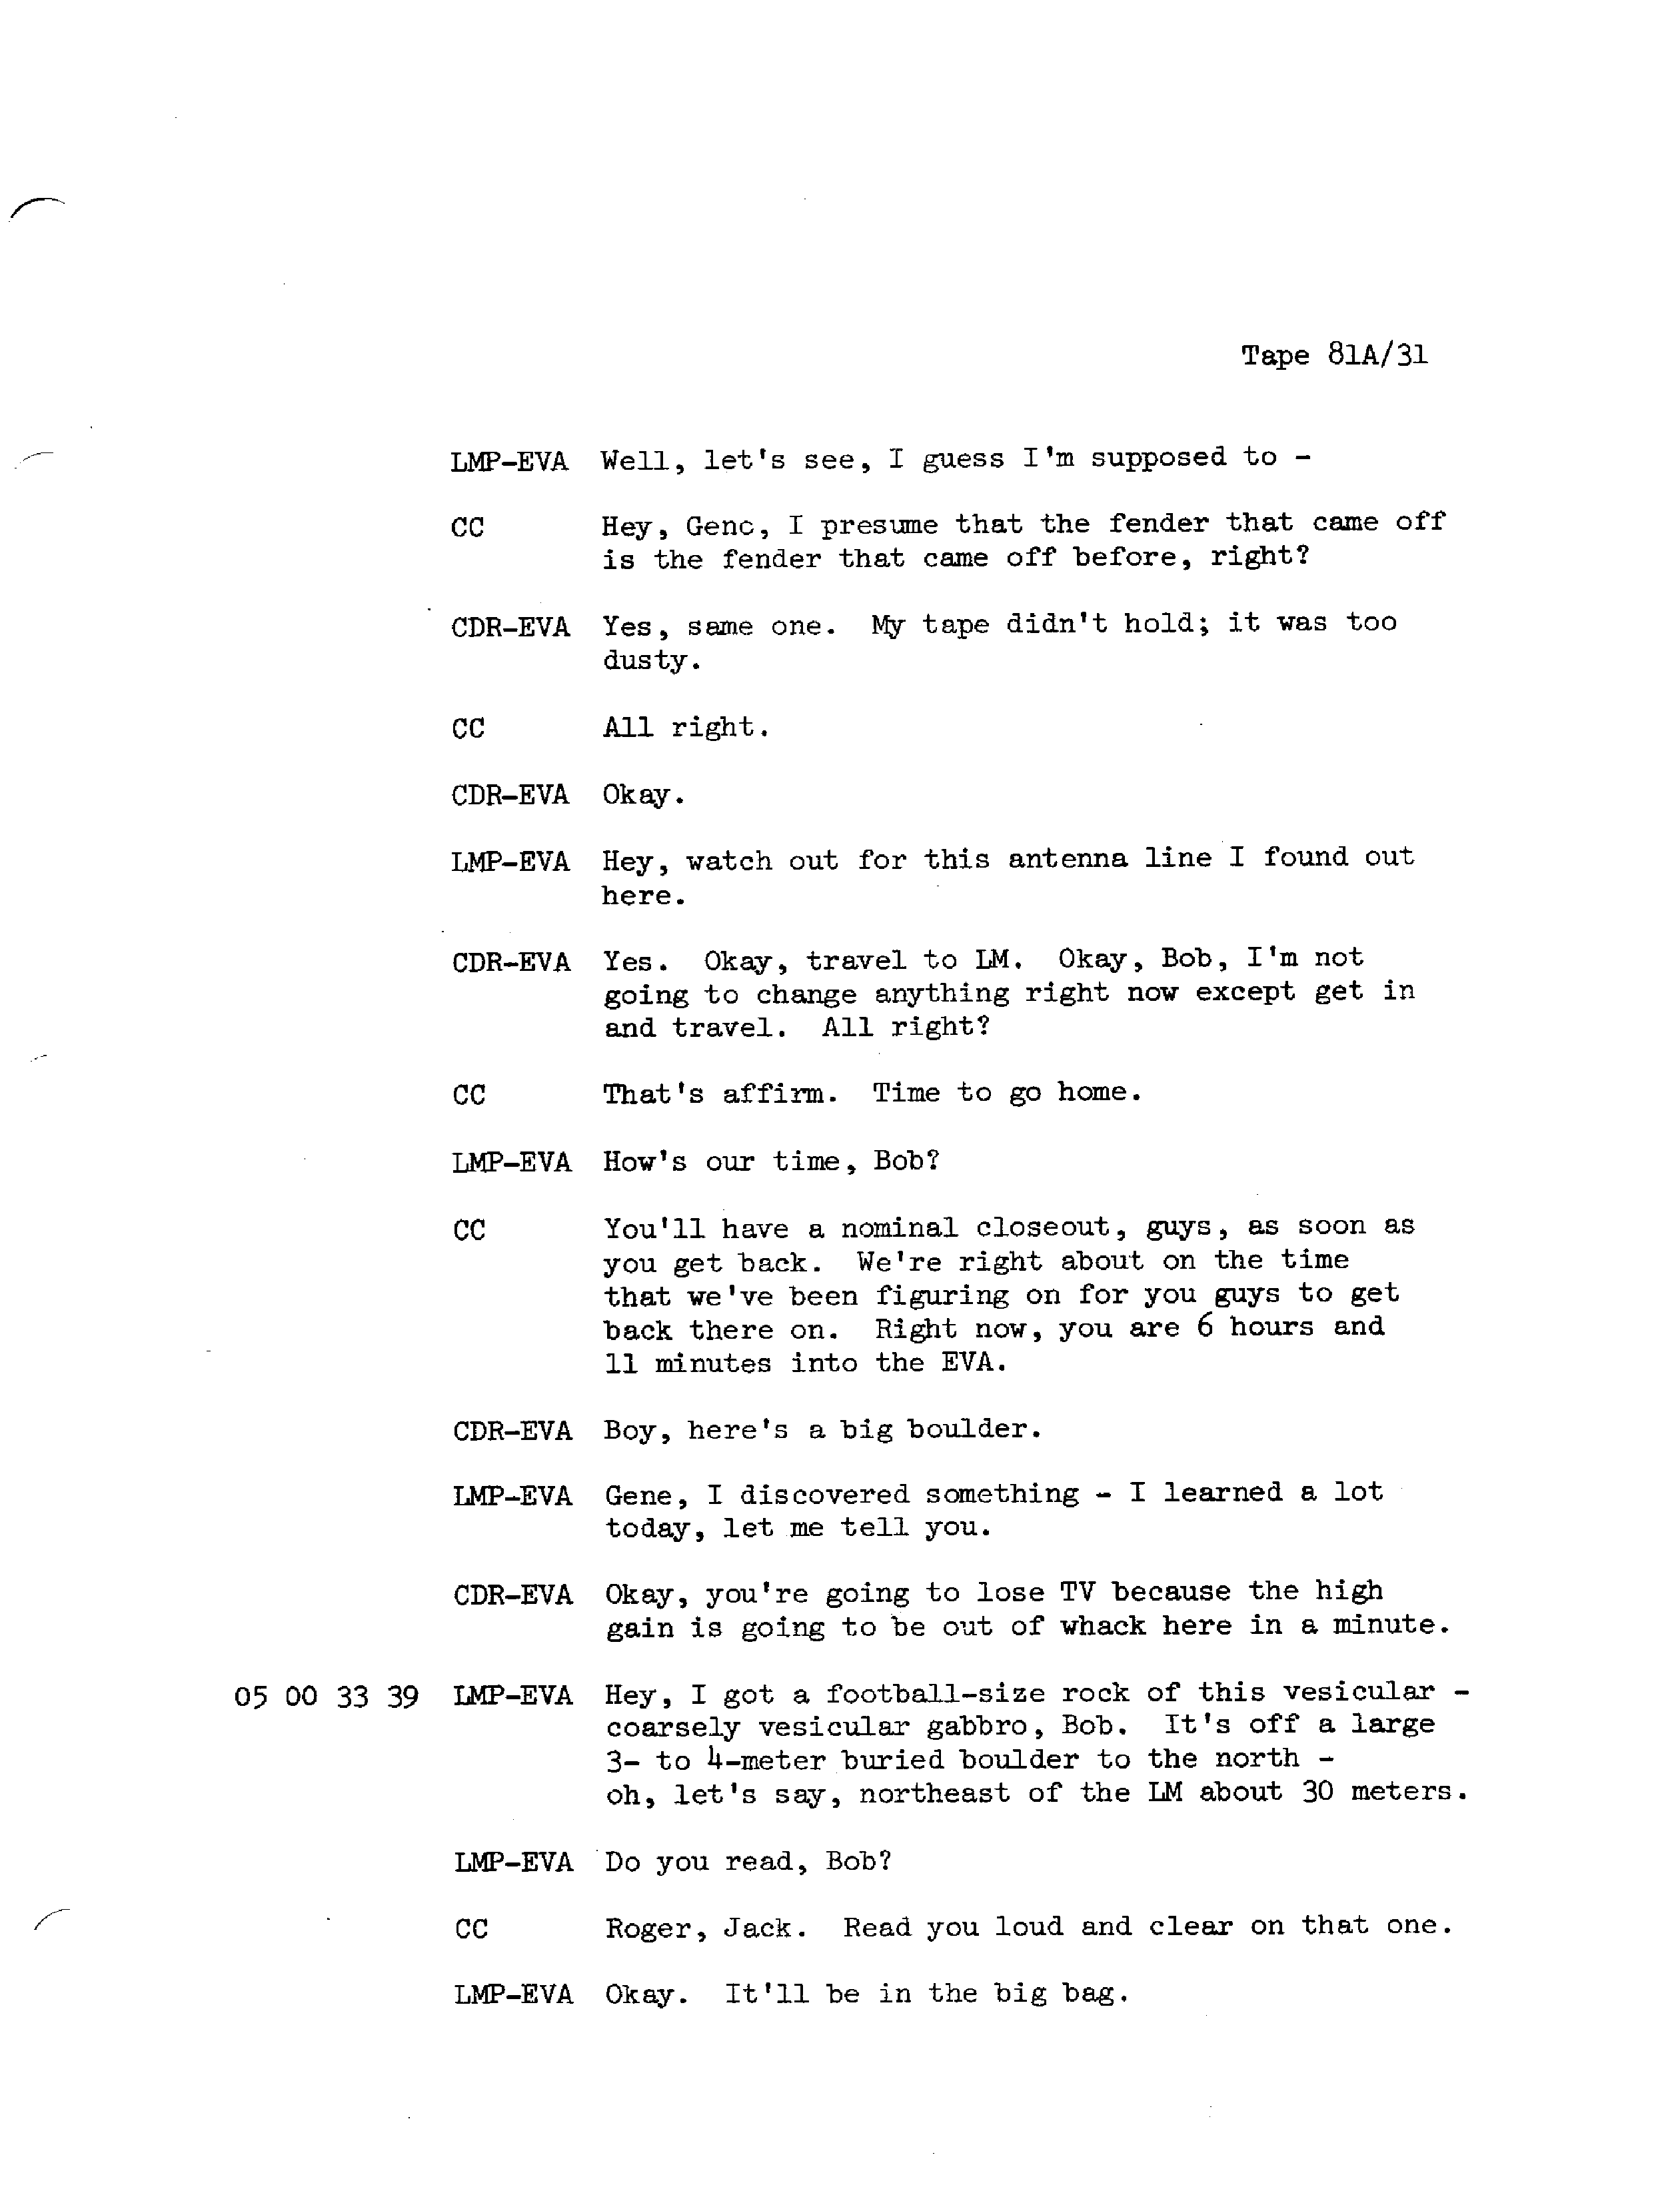 Tape 81A/31
LMP-EVA Well, let's see, I guess I'm supposed to -
CC Hey, Genc, I presume that the fender that came off
is the fender that came off before, right?
CDR-EVA Yes, same one. My tape didn't hold; it was too
dusty.
CC All right.
CDR-EVA Okay.
LMP-EVA Hey, watch out for this antenna line I found out
here.
CDR-EVA Yes. Okay, travel to LM. Okay, Bob, I'm not
going to change anything right now except get in
and travel. All right?
CC That's affirm. Time to go home.
LMP-EVA How's our time, Bob?
CC You'll have a nominal closeout, guys, as soon as
you get back. We're right about on the time
that we've been figuring on for you guys to get
back there on. Right now, you are 6 hours and
11 minutes into the EVA.
CDR-EVA Boy, here's a big boulder.
LMP-EVA Gene, I discovered something - I learned a lot
today, let me tell you.
CDR-EVA Okay, you're going to lose TV because the high
gain is going to be out of whack here in a minute.
05 00 33 39 LMP-EVA Hey, I got a football-size rock of this vesicular -
coarsely vesicular gabbro, Bob. It's off a large
3- to 4-meter buried boulder to the north -
oh, let's say, northeast of the LM about 30 meters.
LMP-EVA Do you read, Bob?
CC Roger, Jack. Read you loud and clear on that one.
LMP-EVA Okay. It'll be in the big bag.